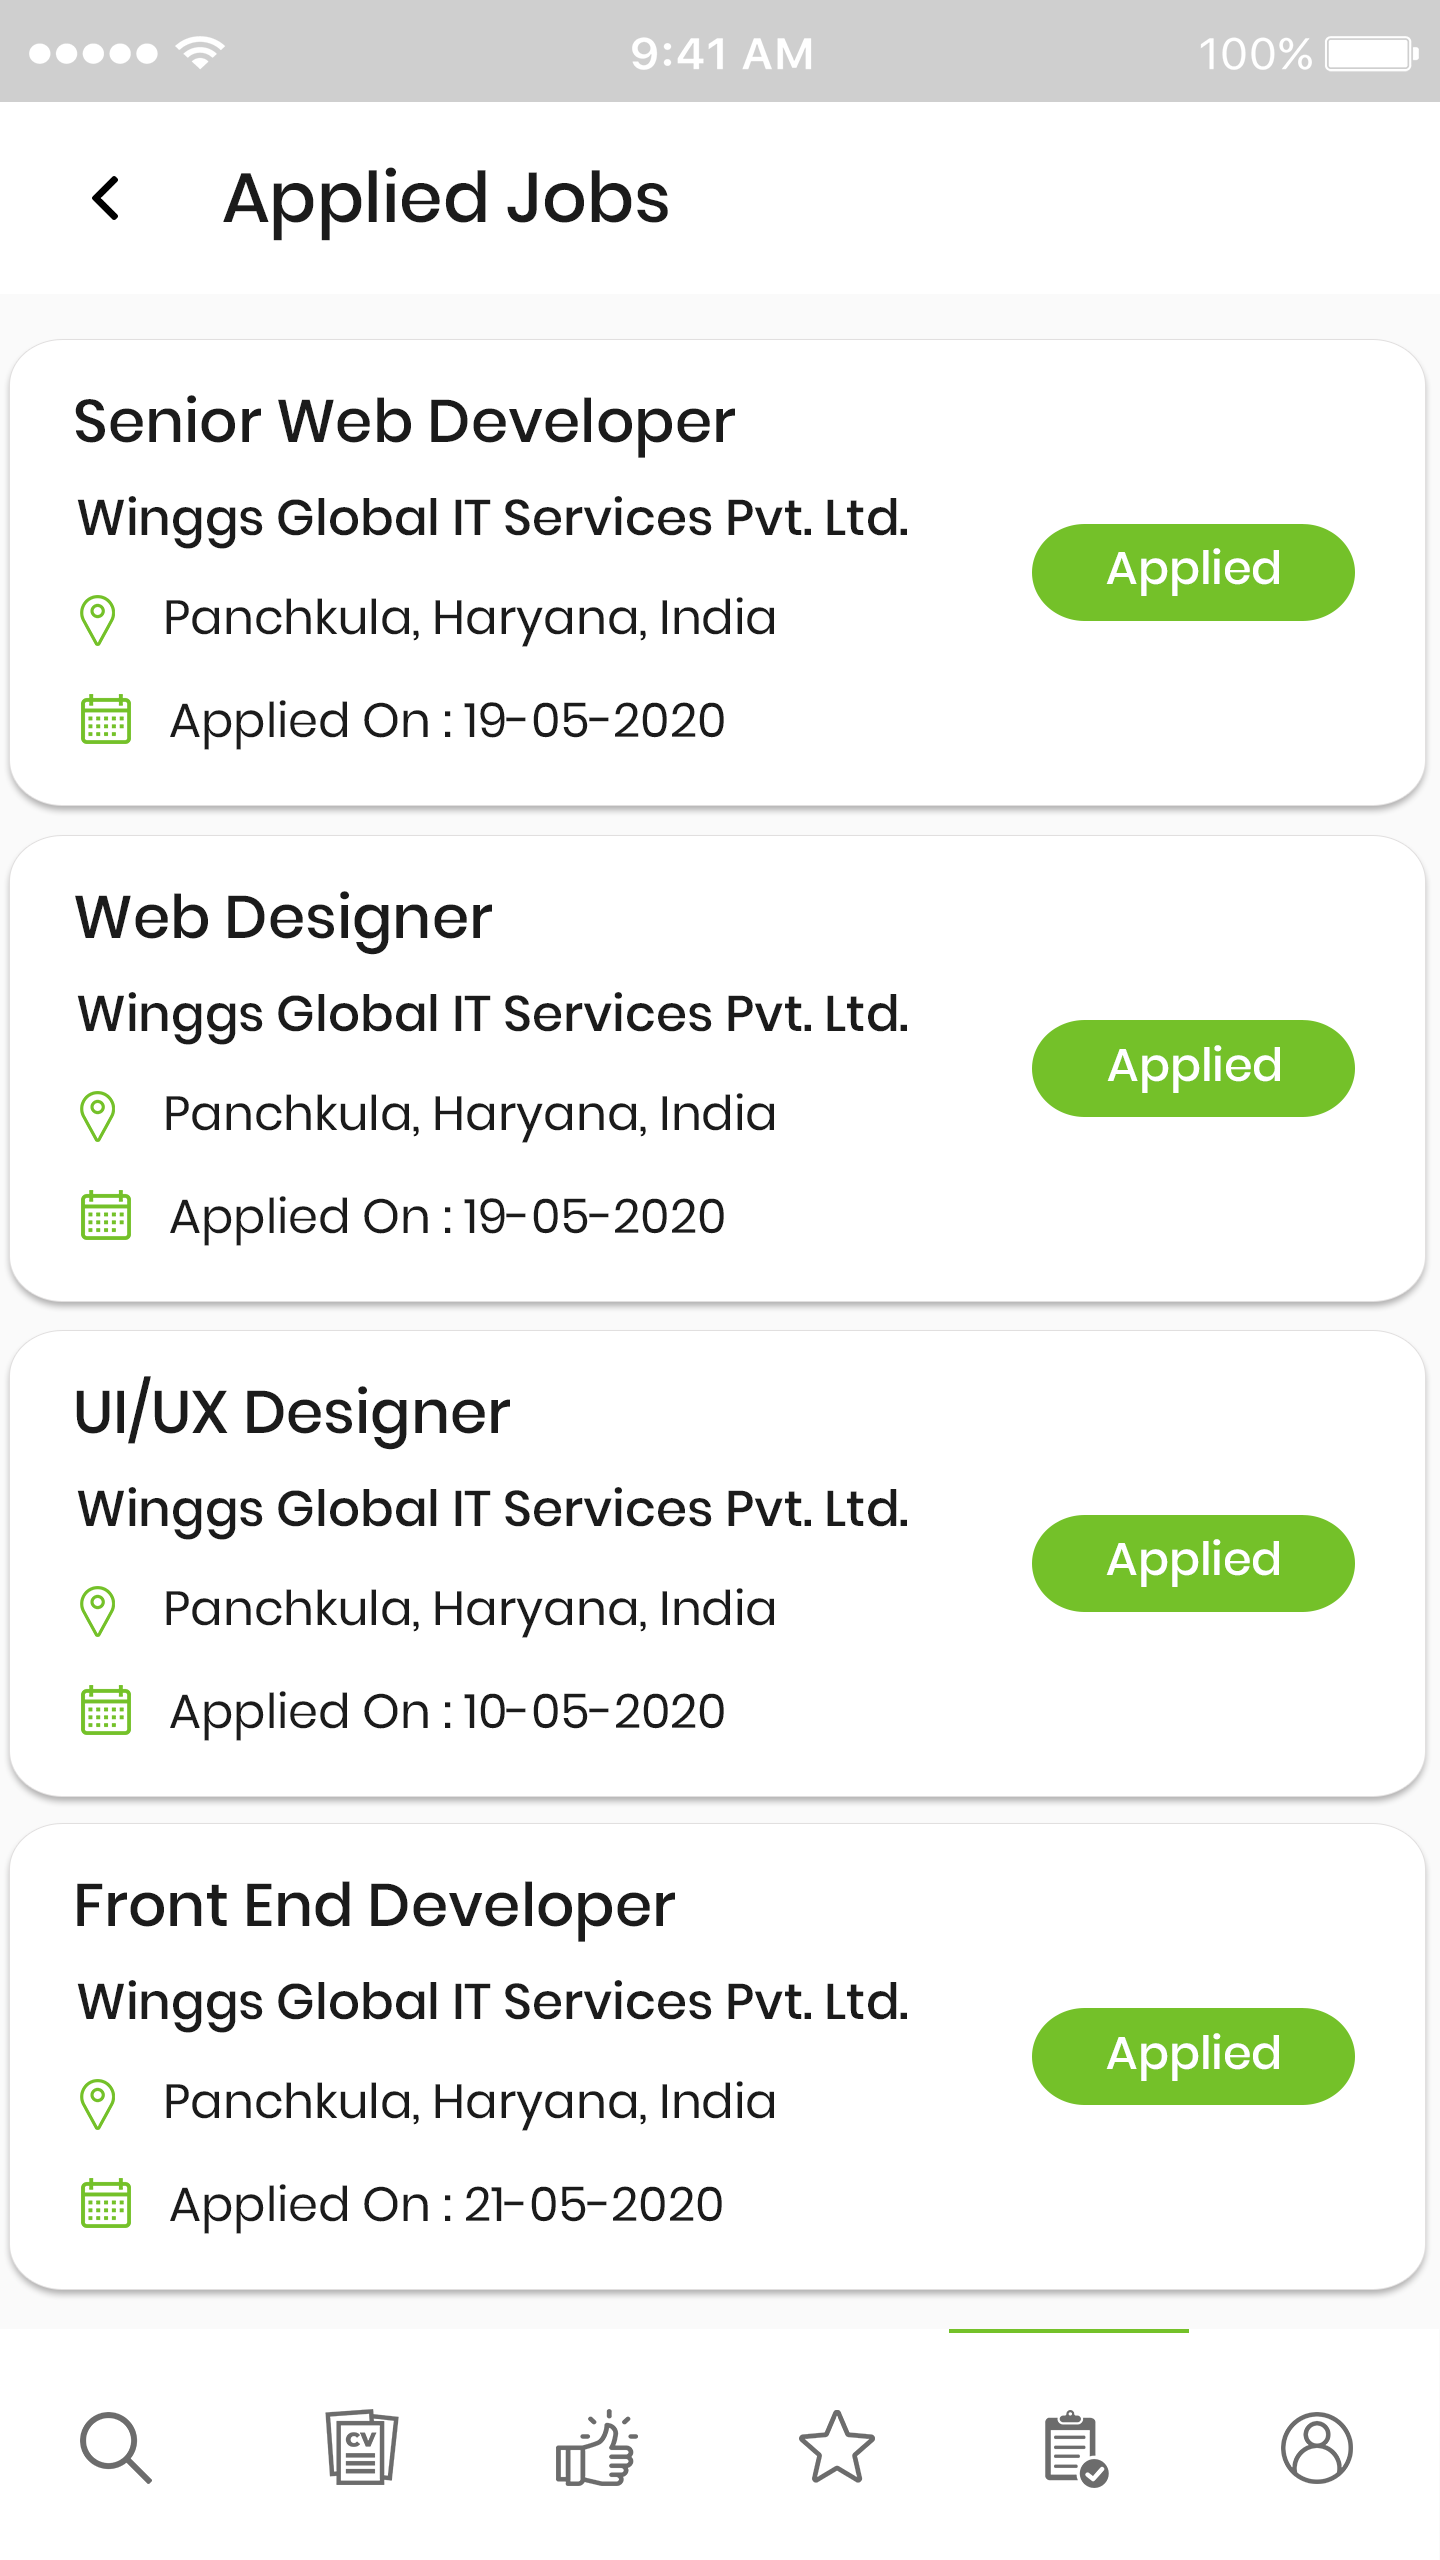 9:41 AM
100%
Applied Jobs
Senior Web Developer
Winggs Global IT Services Pvt. Ltd.
Applied
Panchkula, Haryana, India
Applied On : 19-05-2020
Web Designer
Winggs Global IT Services Pvt. Ltd.
Applied
Panchkula, Haryana, India
Applied On : 19-05-2020
UI/UX Designer
Winggs Global IT Services Pvt. Ltd.
Applied
Panchkula, Haryana, India
Applied On : 10-05-2020
Front End Developer
Winggs Global IT Services Pvt. Ltd.
Applied
Panchkula, Haryana, India
Applied On : 21-05-2020
CV